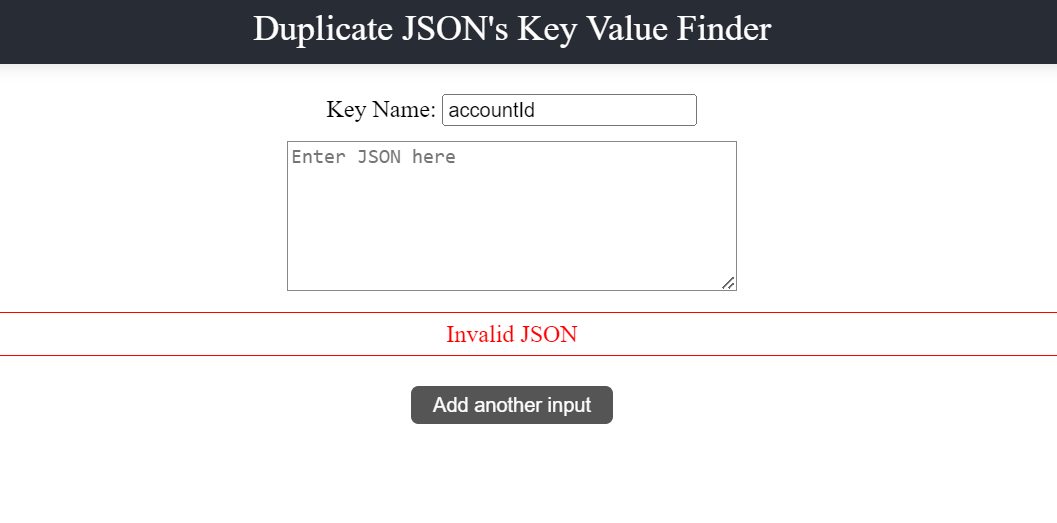 Duplicate JSON's Key Value Finder
Key Name: accountId
Enter JSON here
Invalid JSON
Add another input